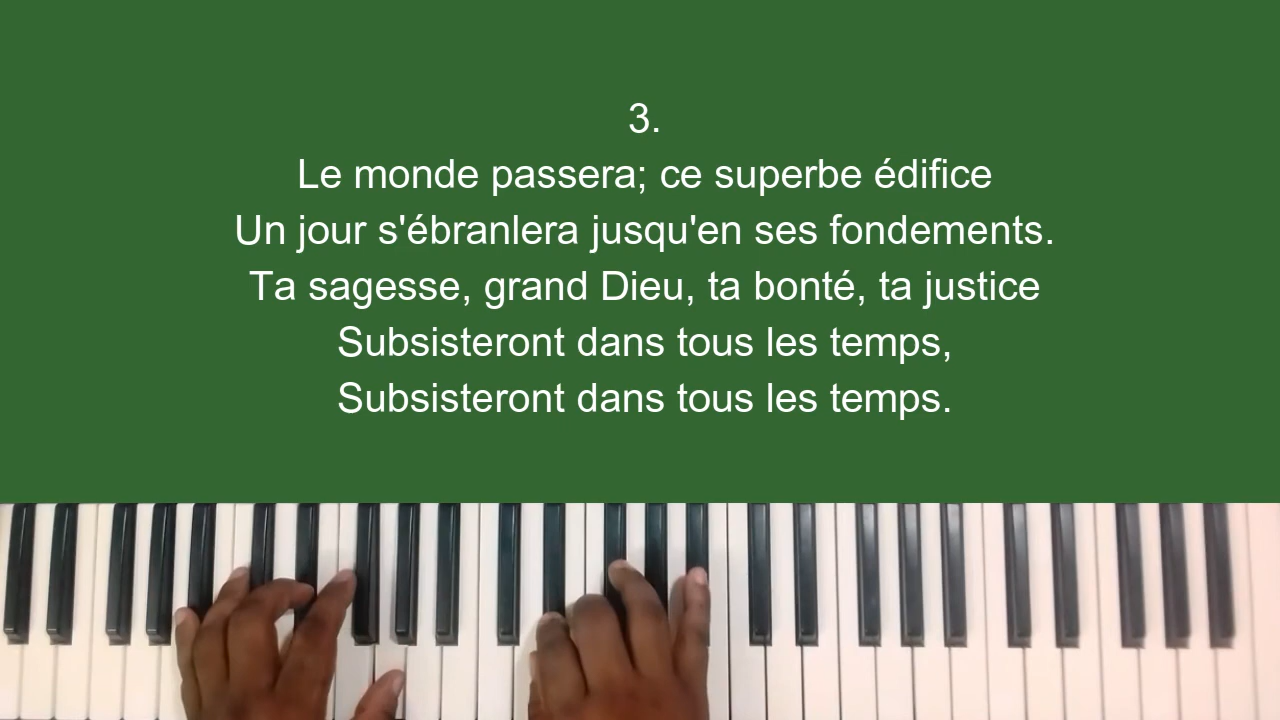 3.
Le monde passera; ce superbe édifice
Un jour s'ébranlera jusqu'en ses fondements.
Ta sagesse, grand Dieu, ta bonté, ta justice
Subsisteront dans tous les temps,
Subsisteront dans tous les temps.